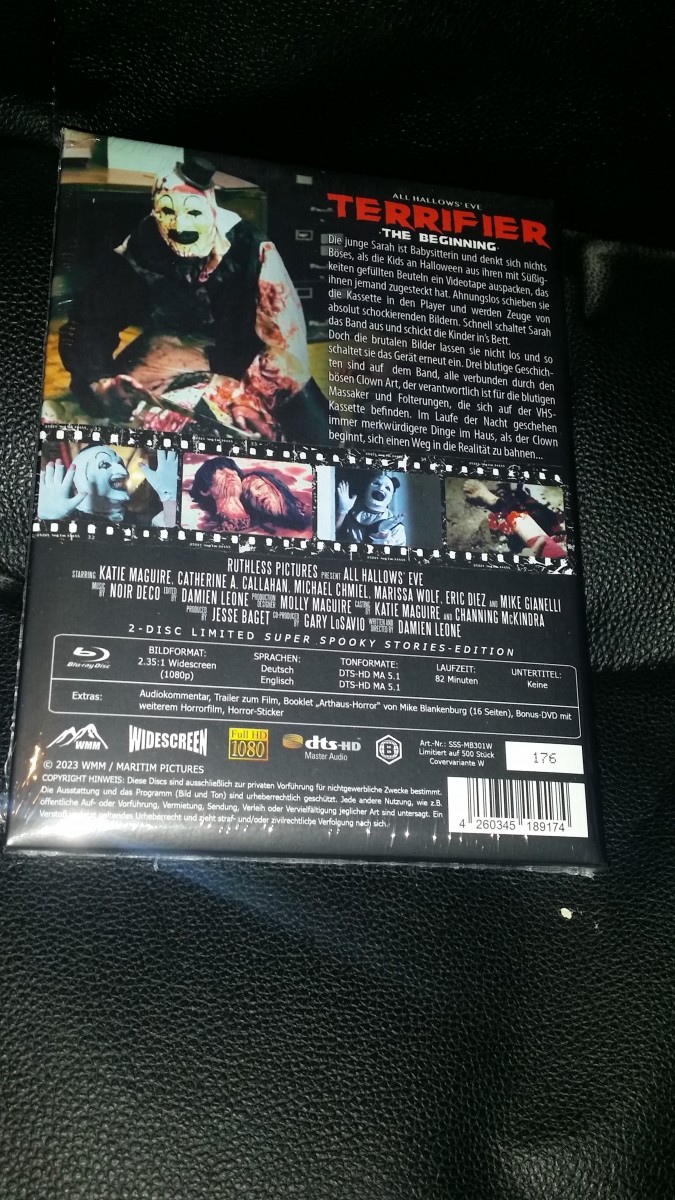 ALL HALLOWS' EVE
TERRIFIER
THE BEGINNING
Die junge Sarah ist Babysitterin und denkt sich nichts
Böses, als die Kids an Halloween aus ihren mit Süßig-
keiten gefüllten Beuteln ein Videotape auspacken, das
ihnen jemand zugesteckt hat. Ahnungslos schieben sie
die Kassette in den Player und werden Zeuge von
absolut schockierenden Bildern. Schnell schaltet Sarah
das Band aus und schickt die Kinder in's Bett.
Doch die brutalen Bilder lassen sie nicht los und so
schaltet sie das Gerät erneut ein. Drei blutige Geschich-
ten sind auf dem Band, alle verbunden durch den
bösen Clown Art, der verantwortlich ist für die blutigen
Massaker und Folterungen, die sich auf der VHS-
Kassette befinden. Im Laufe der Nacht geschehen
immer merkwürdigere Dinge im Haus, als der Clown
beginnt, sich einen Weg in die Realität zu bahnen...
RUTHLESS PICTURES PRESENT ALL HALLOWS' EVE
STARRING KATIE MAGUIRE, CATHERINE A. CALLAHAN, MICHAEL CHMIEL, MARISSA WOLF, ERIC DIEZ AND MIKE GIANELLI
MUSIC BY NOIR DECO EDITED BY DAMIEN LEONE PRODUCTION DESIGNER MOLLY MAGUIRE CASTING BY KATIE MAGUIRE AND CHANNING McKINDRA
PRODUCED BY JESSE BAGET CO-PRODUCER GARY LoSAVIO WRITTEN AND DIRECTED BY DAMIEN LEONE
2-DISC LIMITED SUPER SPOOKY STORIES-EDITION
Blu-ray Disc
BILDFORMAT:
2.35:1 Widescreen
(1080p)
SPRACHEN:
Deutsch
Englisch
TONFORMATE:
DTS-HD MA 5.1
DTS-HD MA 5.1
LAUFZEIT:
82 Minuten
UNTERTITEL:
Keine
Extras:
Audiokommentar, Trailer zum Film, Booklet „Arthaus-Horror" von Mike Blankenburg (16 Seiten), Bonus-DVD mit
weiterem Horrorfilm, Horror-Sticker
WMM
WIDESCREEN
Full HD
1080
dts-HD
Master Audio
B
Art.-Nr.: SSS-MB301W
Limitiert auf 500 Stück
Covervariante W
176
© 2023 WMM / MARITIM PICTURES
COPYRIGHT HINWEIS: Diese Discs sind ausschließlich zur privaten Vorführung für nichtgewerbliche Zwecke bestimmt.
Die Ausstattung und das Programm (Bild und Ton) sind urheberrechtlich geschützt. Jede andere Nutzung, wie z.B.
öffentliche Auf- oder Vorführung, Vermietung, Sendung, Verleih oder Vervielfältigung jeglicher Art sind untersagt. Ein
Verstoß geltendes Urheberrecht und zieht straf- und/oder zivilrechtliche Verfolgung nach sich.
4 260345 189174